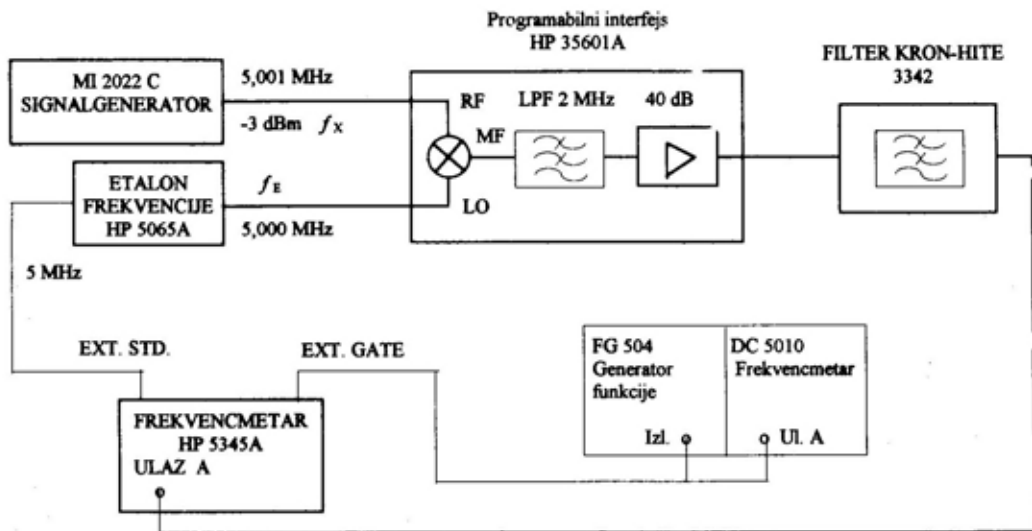 Programabilni interfejs
HP 35601A
FILTER KRON-HITE
3342
MI 2022 C
SIGNALGENERATOR
5,001 MHz
-3 dBm fX
RF
LPF 2 MHz
40 dB
MF
ETALON
FREKVENCIJE
HP 5065A
fE
5,000 MHz
LO
5 MHz
EXT. STD.
EXT. GATE
FG 504
Generator
funkcije
Izl.
DC 5010
Frekvencmetar
Ul. A
FREKVENCMETAR
HP 5345A
ULAZ A